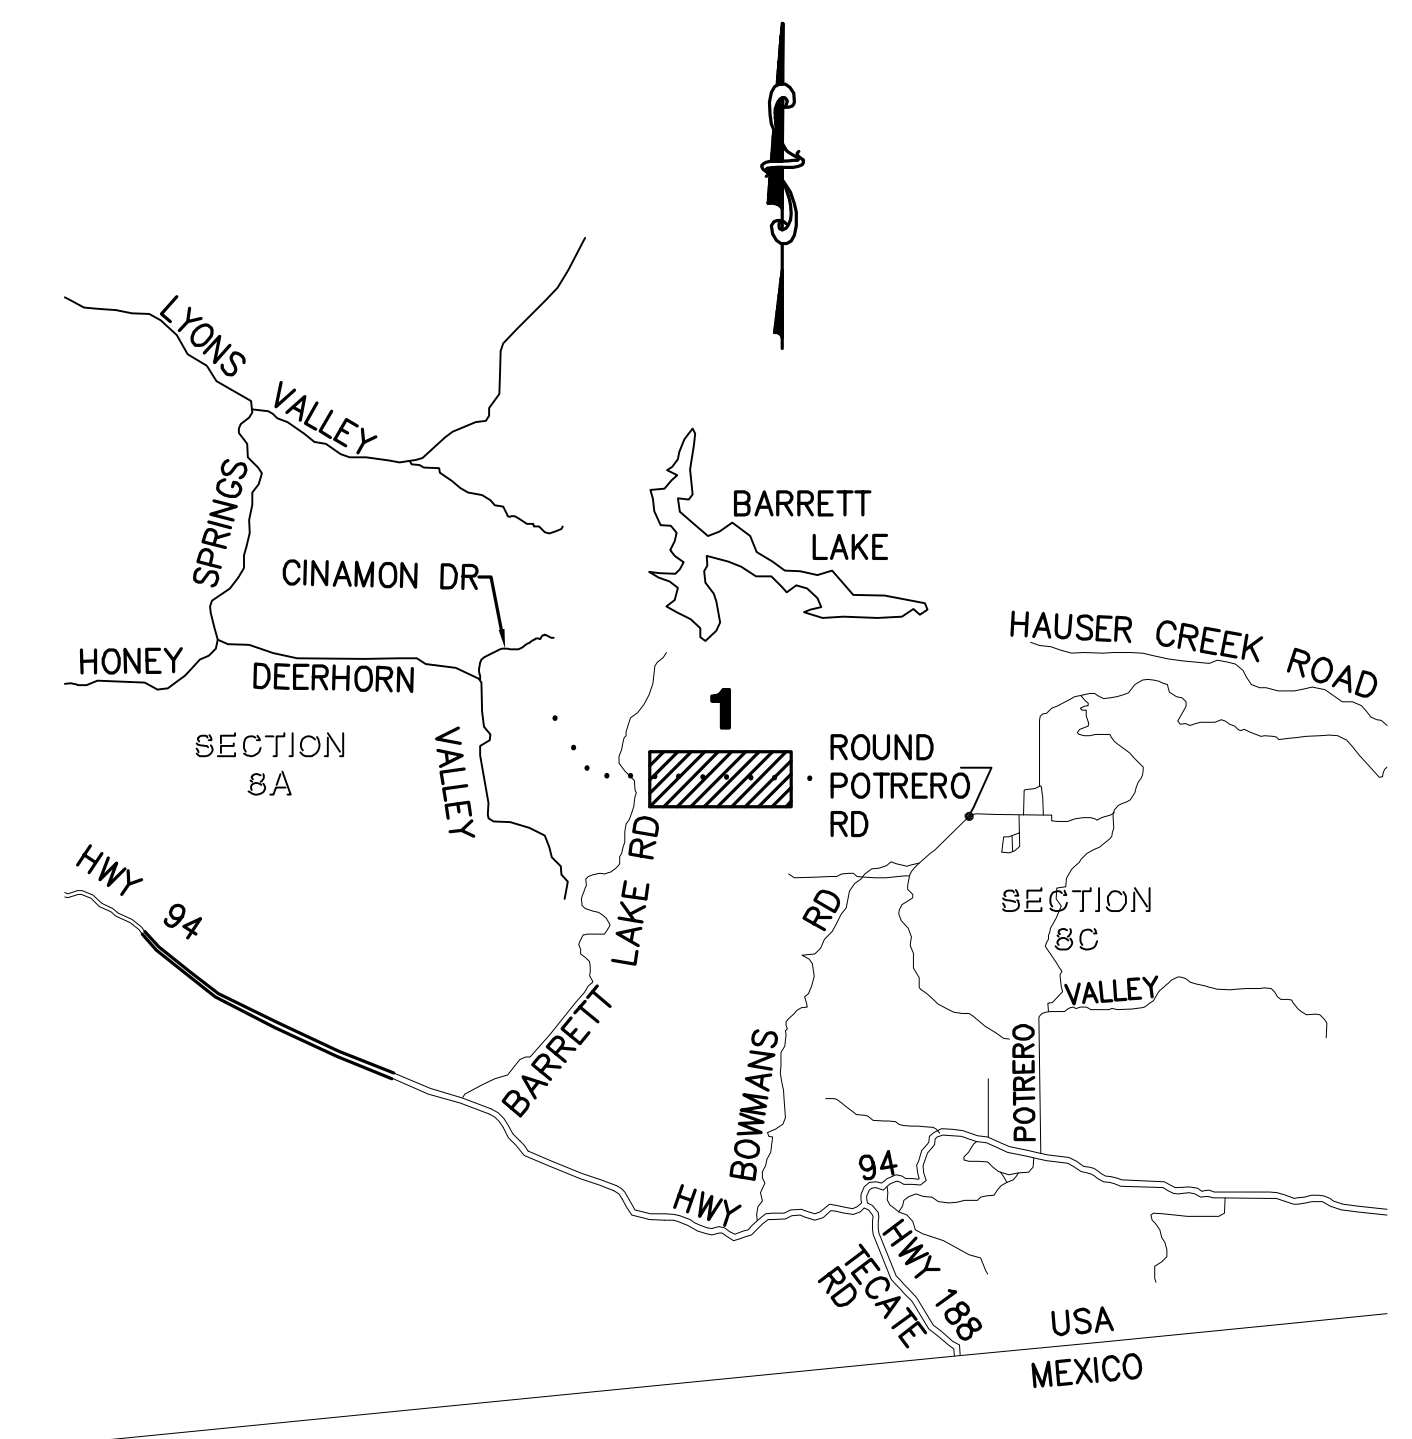 LYONS VALLEY
SPRINGS
BARRETT
LAKE
CINAMON DR
HAUSER CREEK ROAD
HONEY
DEERHORN
1
SECTION
8A
VALLEY
ROUND
POTRERO
RD
LAKE RD
HWY 94
RD
SECTION
8C
VALLEY
BARRETT
BOWMANS
POTRERO
94
HWY
HWY 188
TECATE
RD
USA
MEXICO